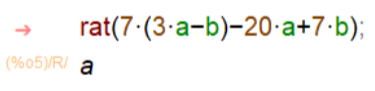 → rat(7·(3·a−b)−20·a+7·b);
(%o5)/R/ a